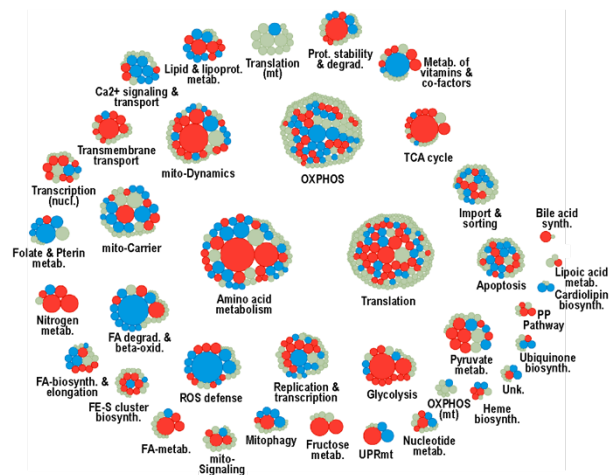 Translation
(mt)
Lipid & lipoprot.
metab.
Prot. stability
& degrad.
Metab. of
vitamins &
co-factors
Ca2+ signaling &
transport
Transmembrane
transport
mito-Dynamics
OXPHOS
TCA cycle
Transcription
(nucl.)
mito-Carrier
Import &
sorting
Bile acid
synth.
Folate & Pterin
metab.
Amino acid
metabolism
Translation
Apoptosis
Lipoic acid
metab.
Cardiolipin
biosynth.
Nitrogen
metab.
FA degrad. &
beta-oxid.
PP
Pathway
Pyruvate
metab.
Ubiquinone
biosynth.
FA-biosynth. &
elongation
ROS defense
Replication &
transcription
Glycolysis
Unk.
OXPHOS
(mt)
Heme
biosynth.
FE-S cluster
biosynth.
FA-metab.
mito-
Signaling
Mitophagy
Fructose
metab.
UPRmt
Nucleotide
metab.